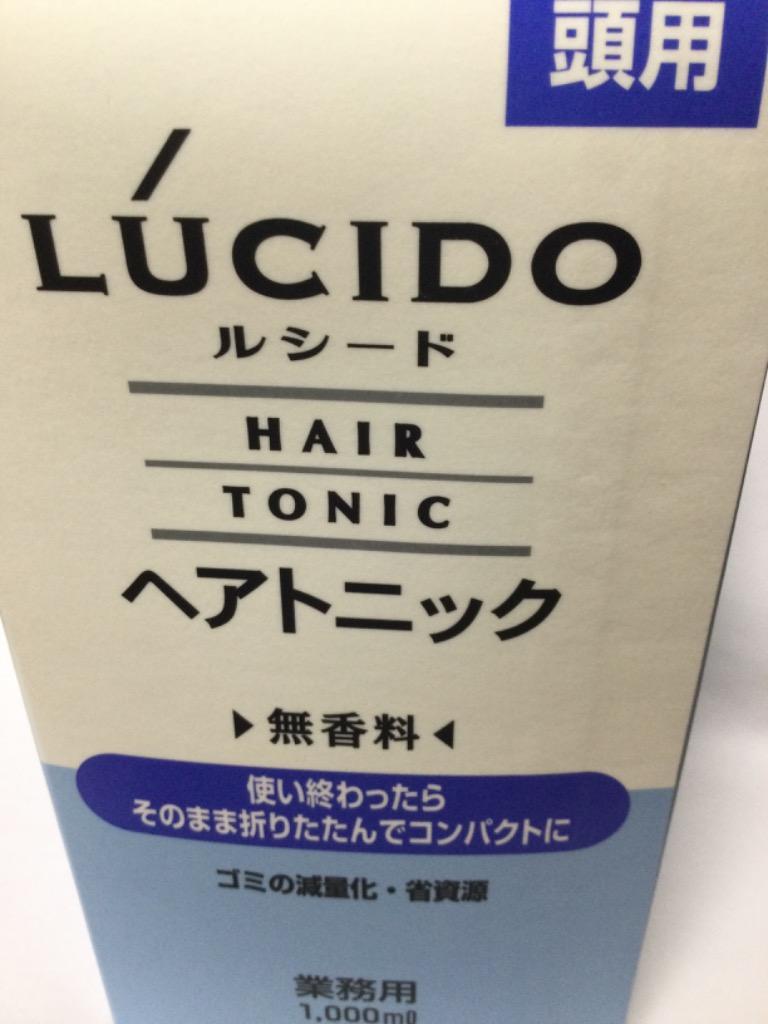 頭用
LÚCIDO
ルシード
HAIR
TONIC
ヘアトニック
▶無香料◀
使い終わったら
そのまま折りたたんでコンパクトに
ゴミの減量化・省資源
業務用
1,000mℓ